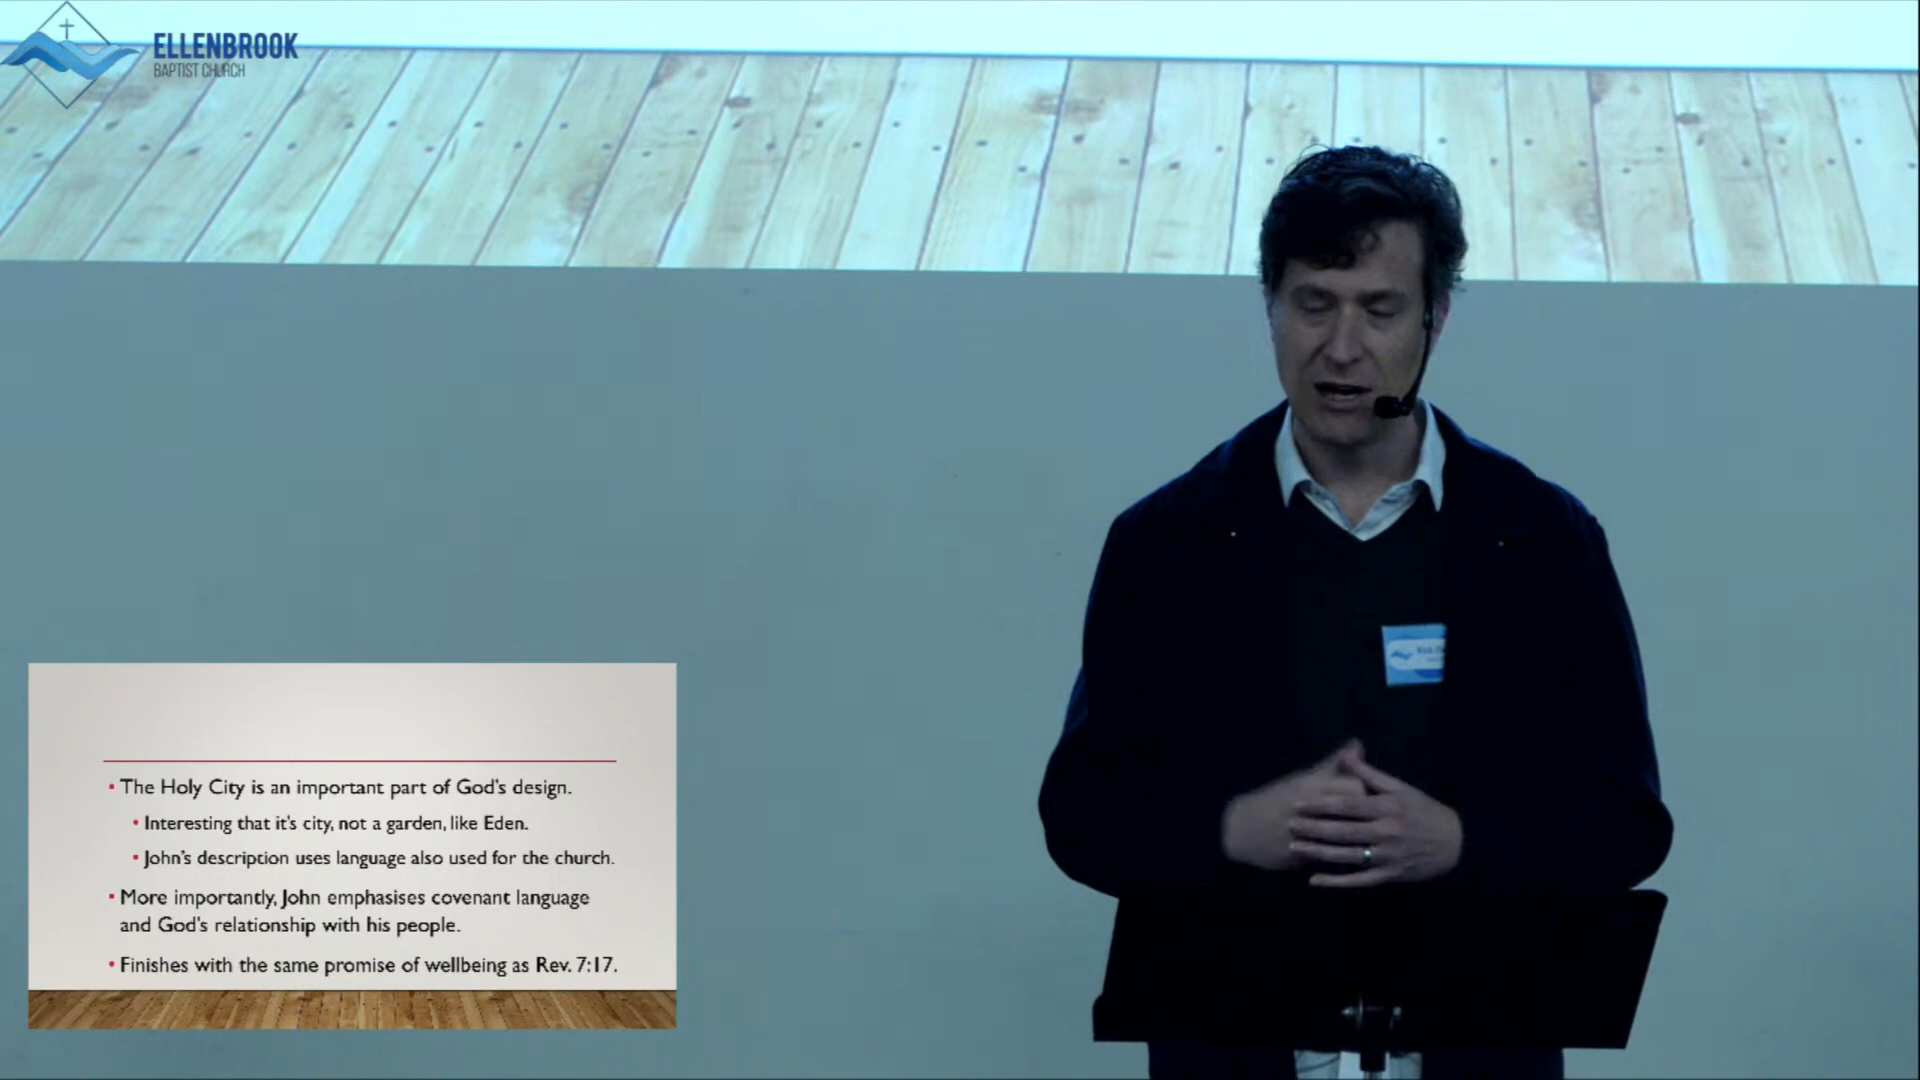 ELLENBROOK
BAPTIST CHURCH
• The Holy City is an important part of God's design.
• Interesting that it's city, not a garden, like Eden.
• John's description uses language also used for the church.
• More importantly, John emphasises covenant language
and God's relationship with his people.
• Finishes with the same promise of wellbeing as Rev. 7:17.